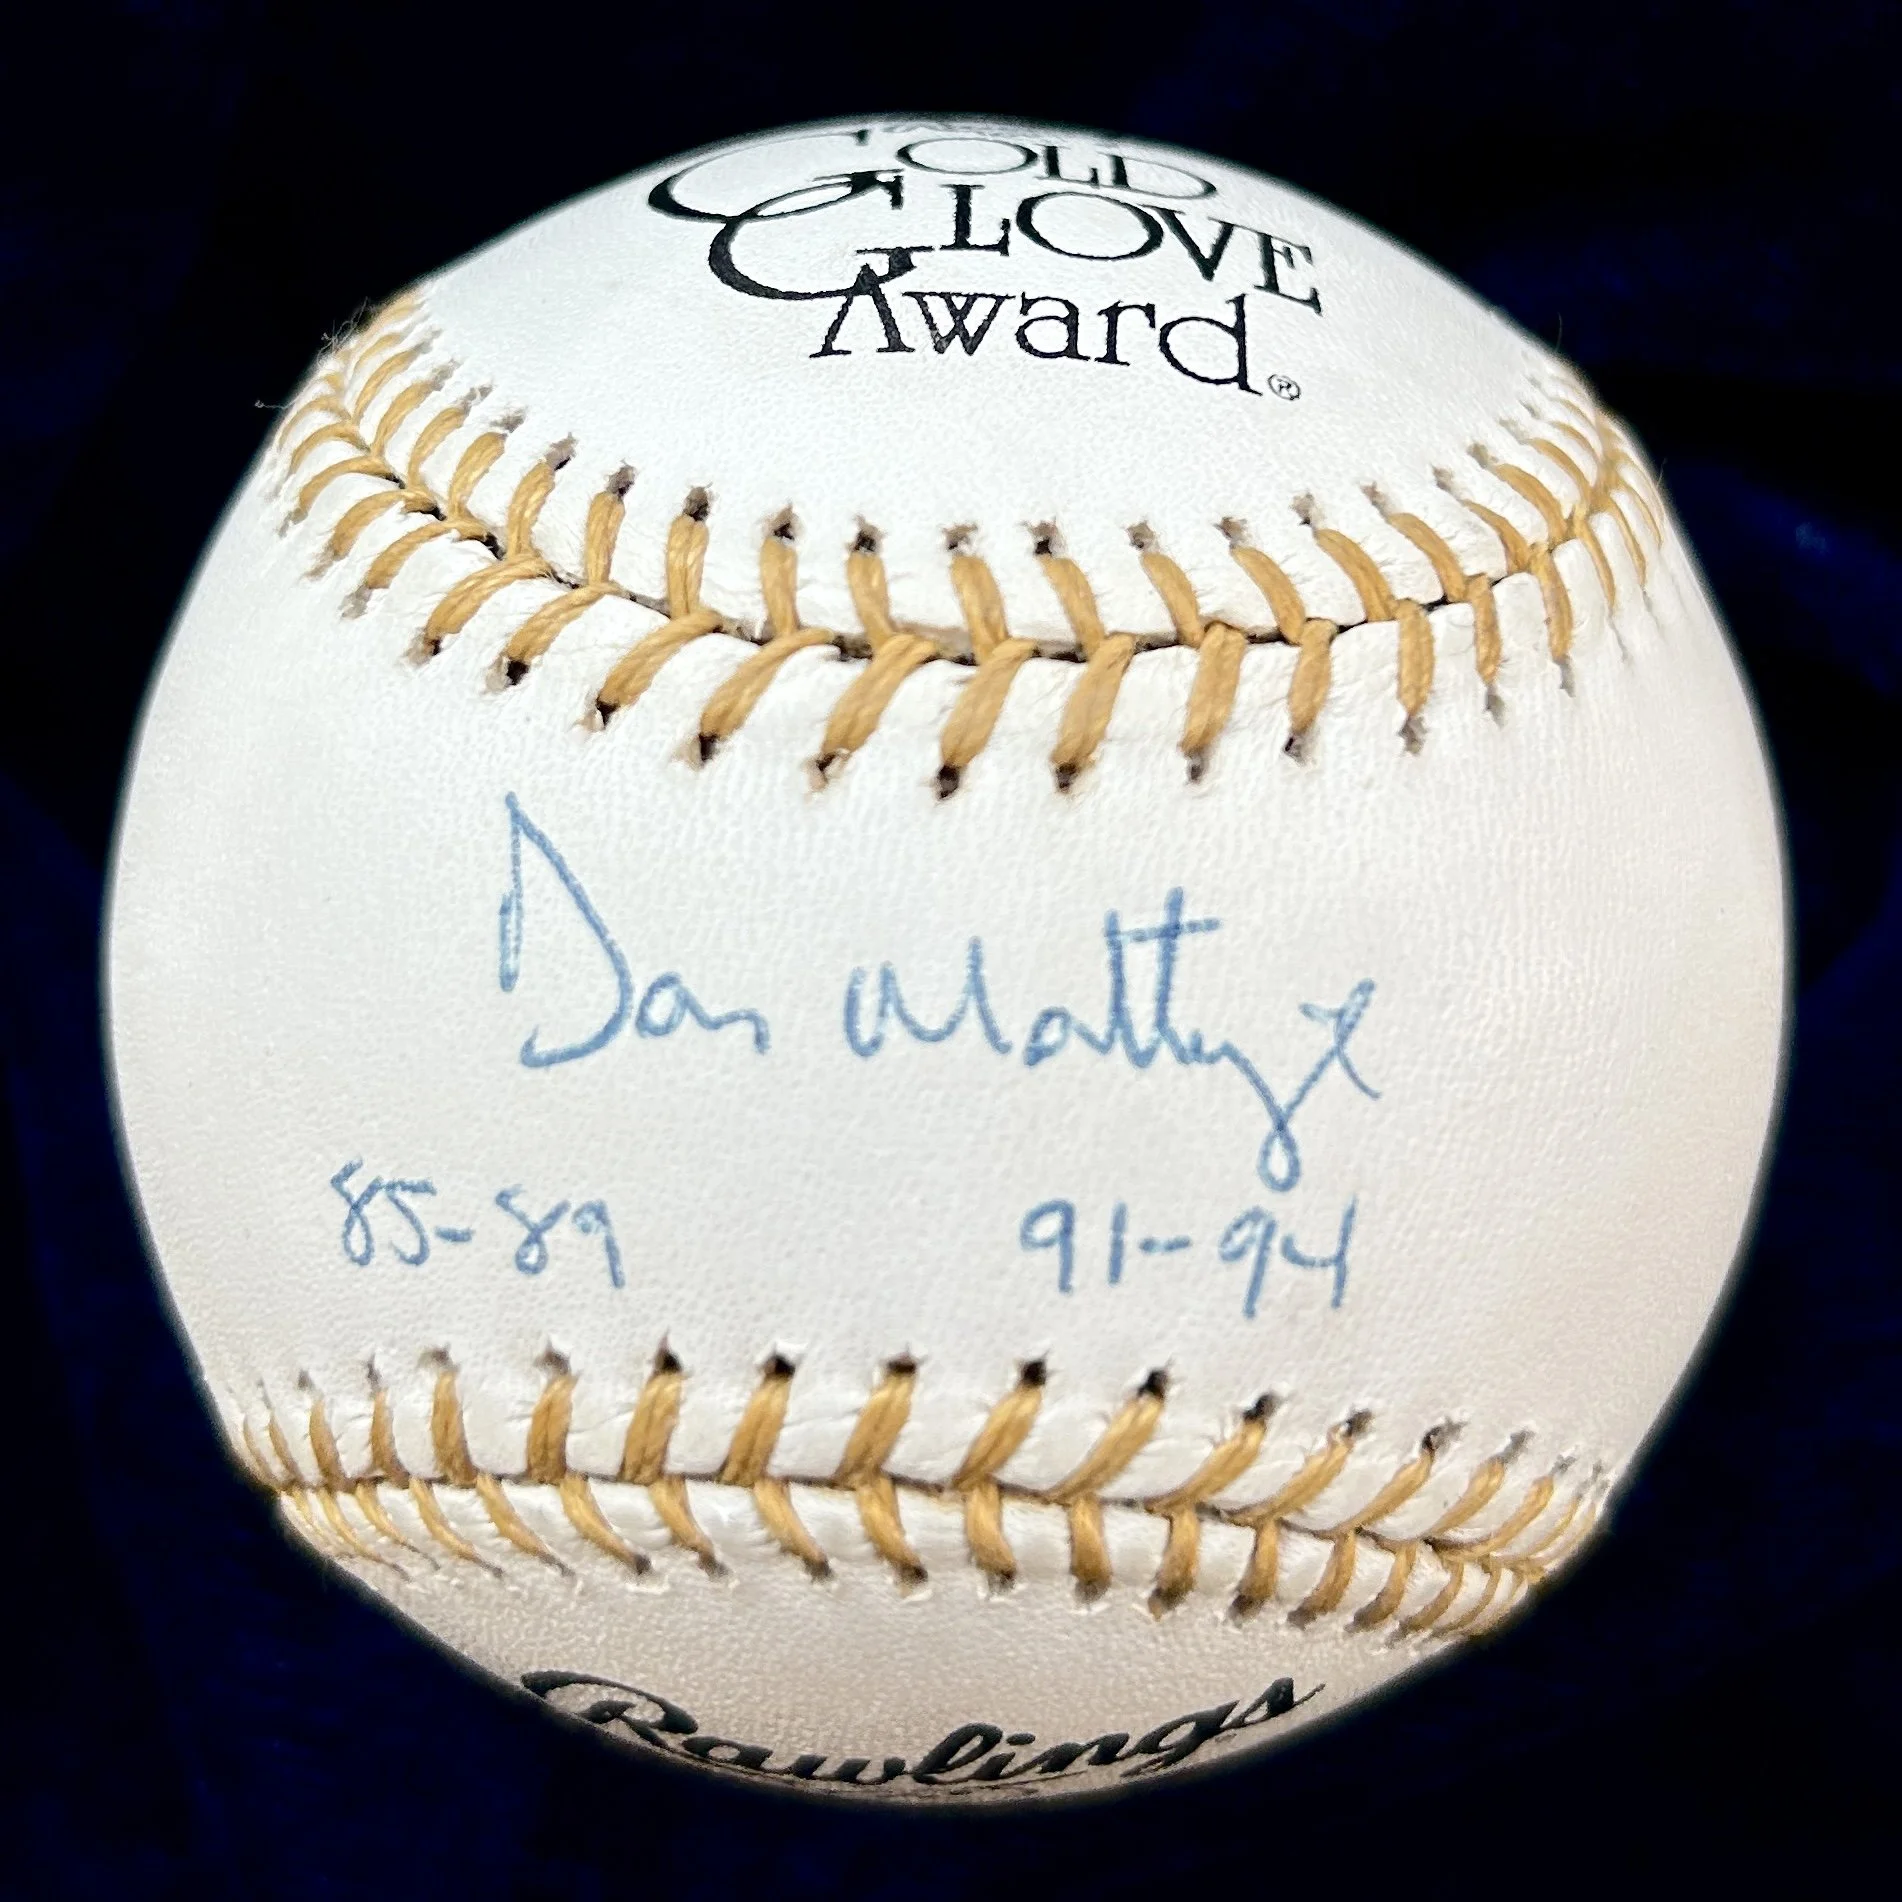 GOLD
GLOVE
Award®
Don Mattingly
85-89 91-94
Rawlings